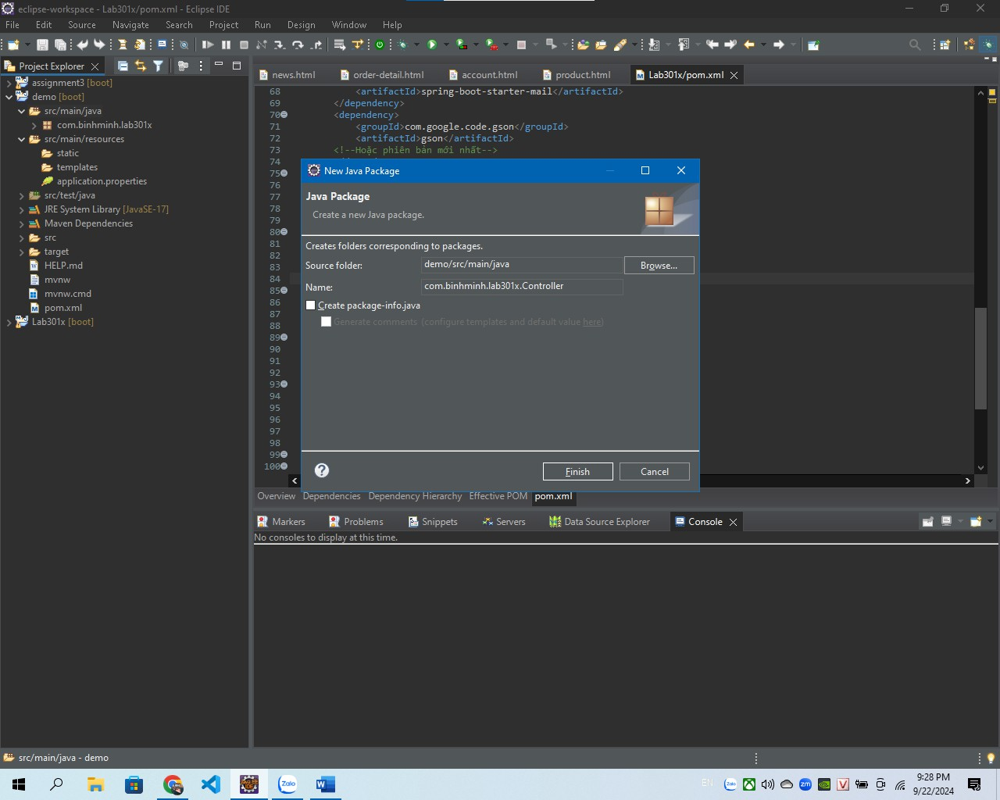 eclipse-workspace - Lab301x/pom.xml - Eclipse IDE
File Edit Source Navigate Search Project Run Design Window Help
Project Explorer
assignment3 [boot]
demo [boot]
src/main/java
com.binhminh.lab301x
src/main/resources
static
templates
application.properties
src/test/java
JRE System Library [JavaSE-17]
Maven Dependencies
src
target
HELP.md
mvnw
mvnw.cmd
pom.xml
Lab301x [boot]
news.html order-detail.html account.html product.html Lab301x/pom.xml
68 <artifactId>spring-boot-starter-mail</artifactId>
69 </dependency>
70 <dependency>
71 <groupId>com.google.code.gson</groupId>
72 <artifactId>gson</artifactId>
73 <!--Hoặc phiên bản mới nhất-->
74
75
76
77
78
79
80
81
82
83
84
85
86
87
88
89
90
91
92
93
94
95
96
97
98
99
100
New Java Package
Java Package
Create a new Java package.
Creates folders corresponding to packages.
Source folder: demo/src/main/java Browse...
Name: com.binhminh.lab301x.Controller
Create package-info.java
Generate comments (configure templates and default value here)
Finish Cancel
Overview Dependencies Dependency Hierarchy Effective POM pom.xml
Markers Problems Snippets Servers Data Source Explorer Console
No consoles to display at this time.
src/main/java - demo
EN
9:28 PM
9/22/2024